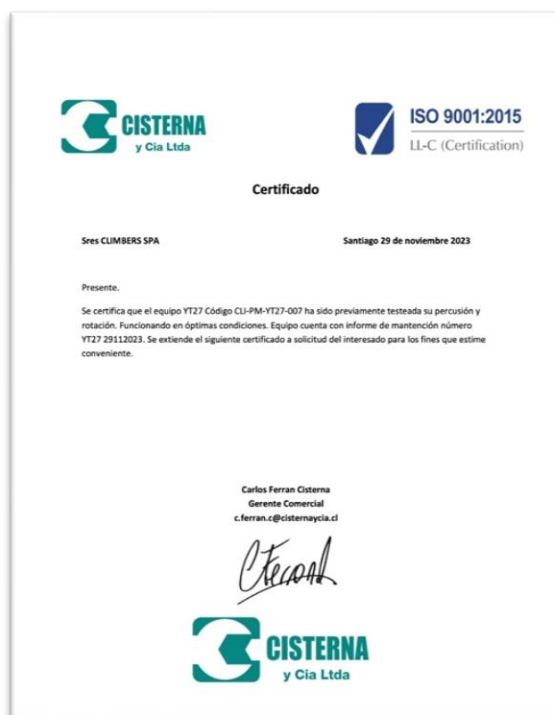 CISTERNA
y Cia Ltda
ISO 9001:2015
LL-C (Certification)
Certificado
Sres CLIMBERS SPA
Santiago 29 de noviembre 2023
Presente.
Se certifica que el equipo YT27 Código CLI-PM-YT27-007 ha sido previamente testeada su percusión y
rotación. Funcionando en óptimas condiciones. Equipo cuenta con informe de mantención número
YT27 29112023. Se extiende el siguiente certificado a solicitud del interesado para los fines que estime
conveniente.
Carlos Ferran Cisterna
Gerente Comercial
c.ferran.c@cisternaycia.cl
CISTERNA
y Cia Ltda